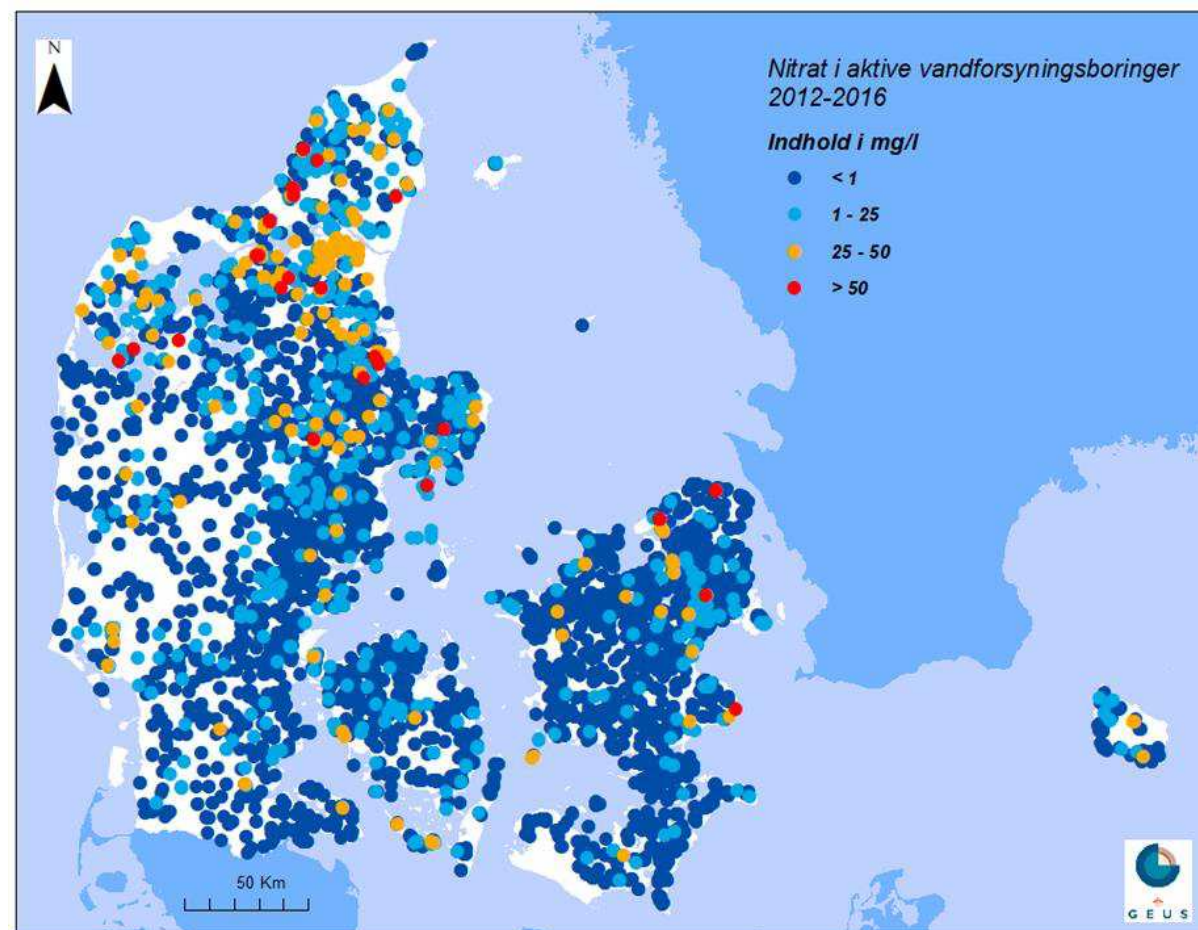 N
Nitrat i aktive vandforsyningsboringer
2012-2016
Indhold i mg/l
< 1
1 - 25
25 - 50
> 50
50 Km
G E U S